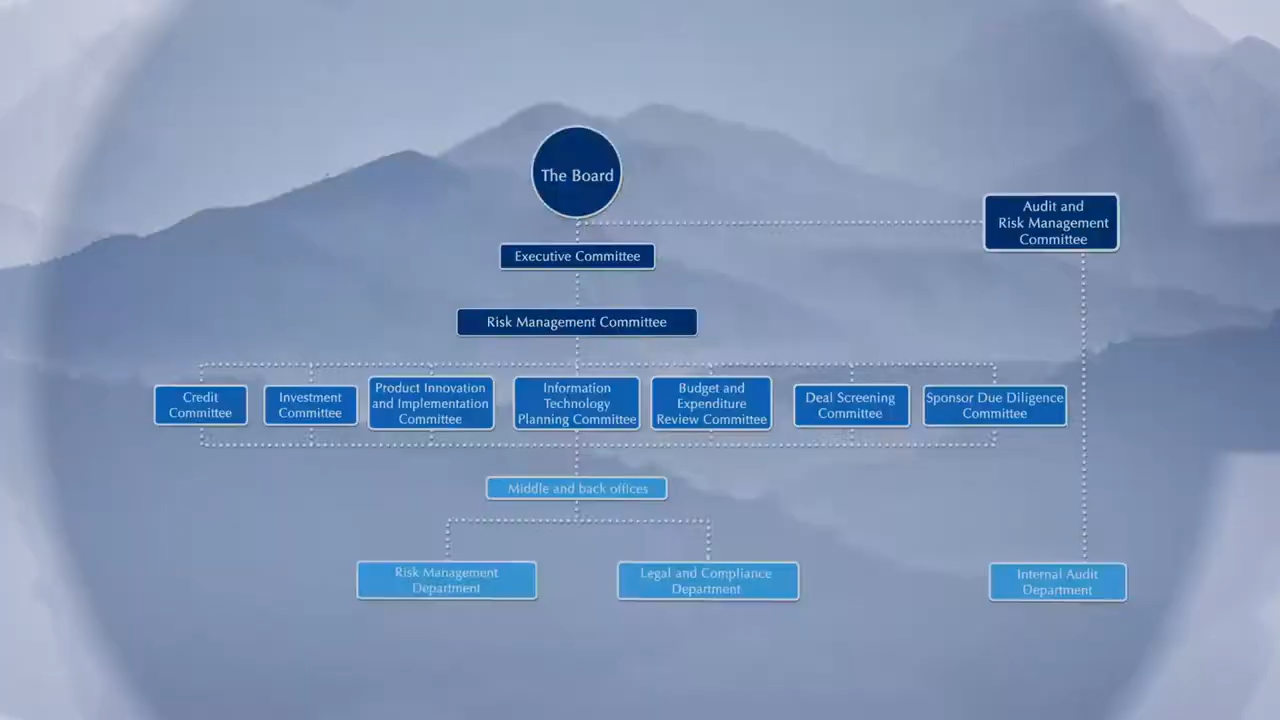 The Board
Audit and
Risk Management
Committee
Executive Committee
Risk Management Committee
Credit
Committee
Investment
Committee
Product Innovation
and Implementation
Committee
Information
Technology
Planning Committee
Budget and
Expenditure
Review Committee
Deal Screening
Committee
Sponsor Due Diligence
Committee
Middle and back offices
Risk Management
Department
Legal and Compliance
Department
Internal Audit
Department